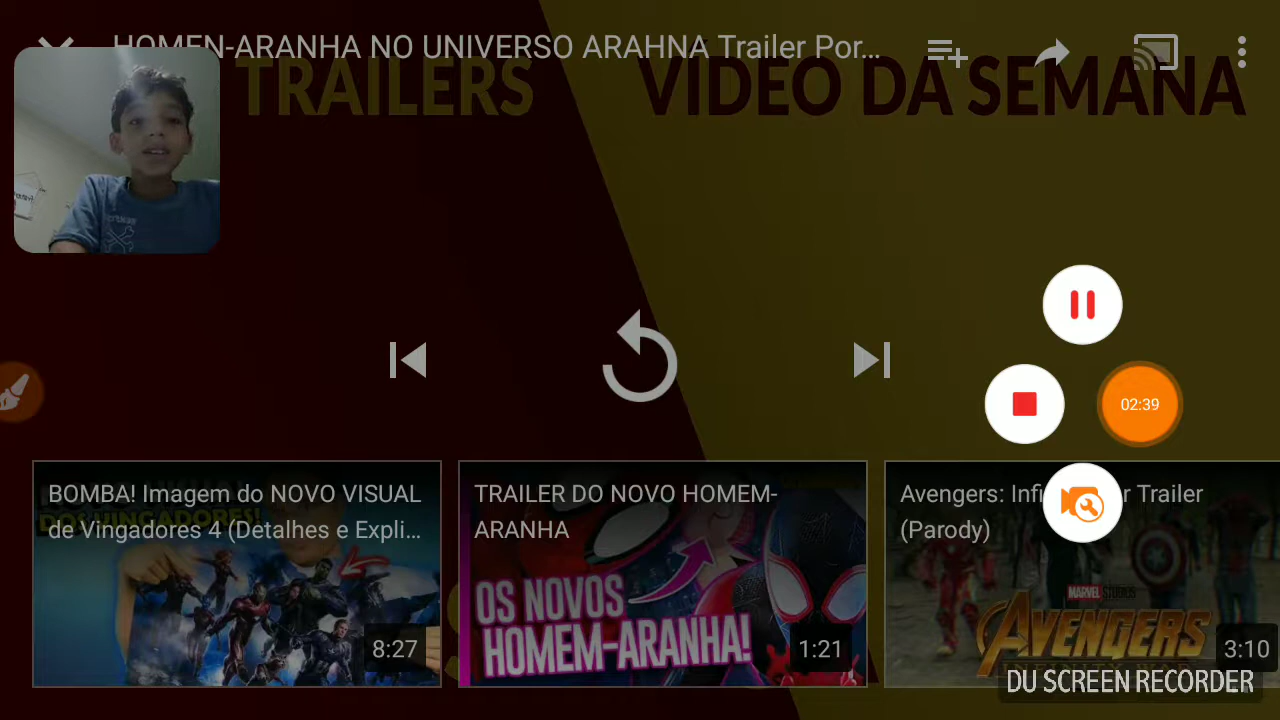 HOMEN-ARANHA NO UNIVERSO ARAHNA Trailer Por...
TRAILERS
VÍDEO DA SEMANA
02:39
BOMBA! Imagem do NOVO VISUAL
de Vingadores 4 (Detalhes e Expli...
8:27
TRAILER DO NOVO HOMEM-
ARANHA
OS NOVOS
HOMEM-ARANHA!
1:21
Avengers: Trailer
(Parody)
MARVEL STUDIOS
AVENGERS
3:10
DU SCREEN RECORDER